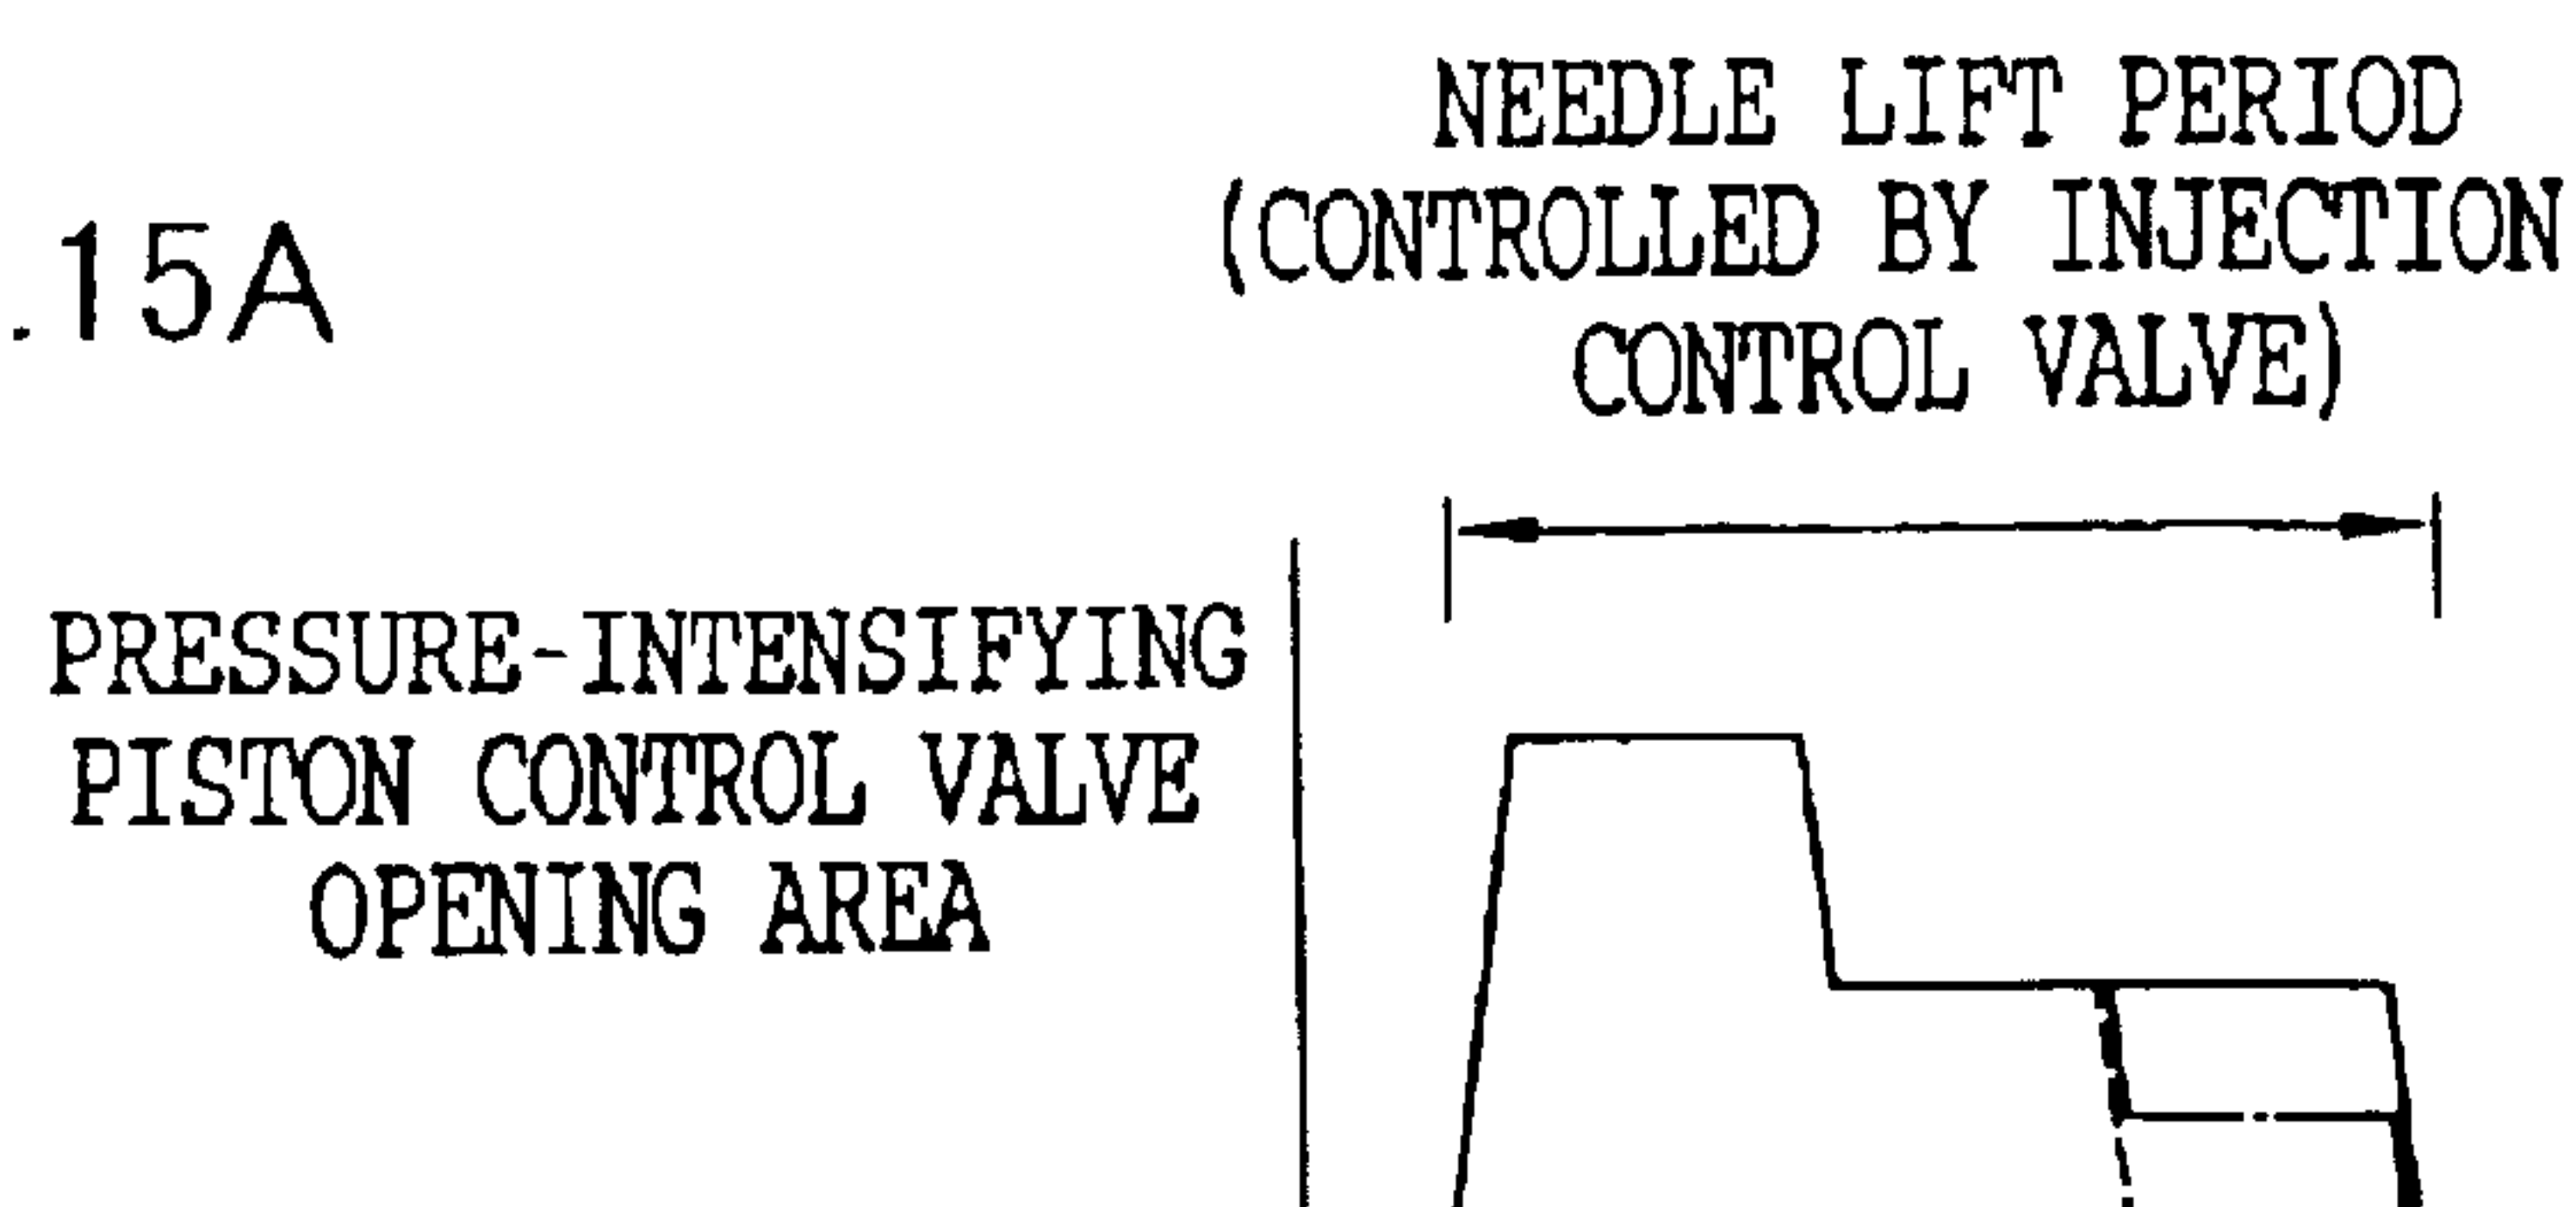 .15A
NEEDLE LIFT PERIOD
(CONTROLLED BY INJECTION
CONTROL VALVE)
PRESSURE-INTENSIFYING
PISTON CONTROL VALVE
OPENING AREA